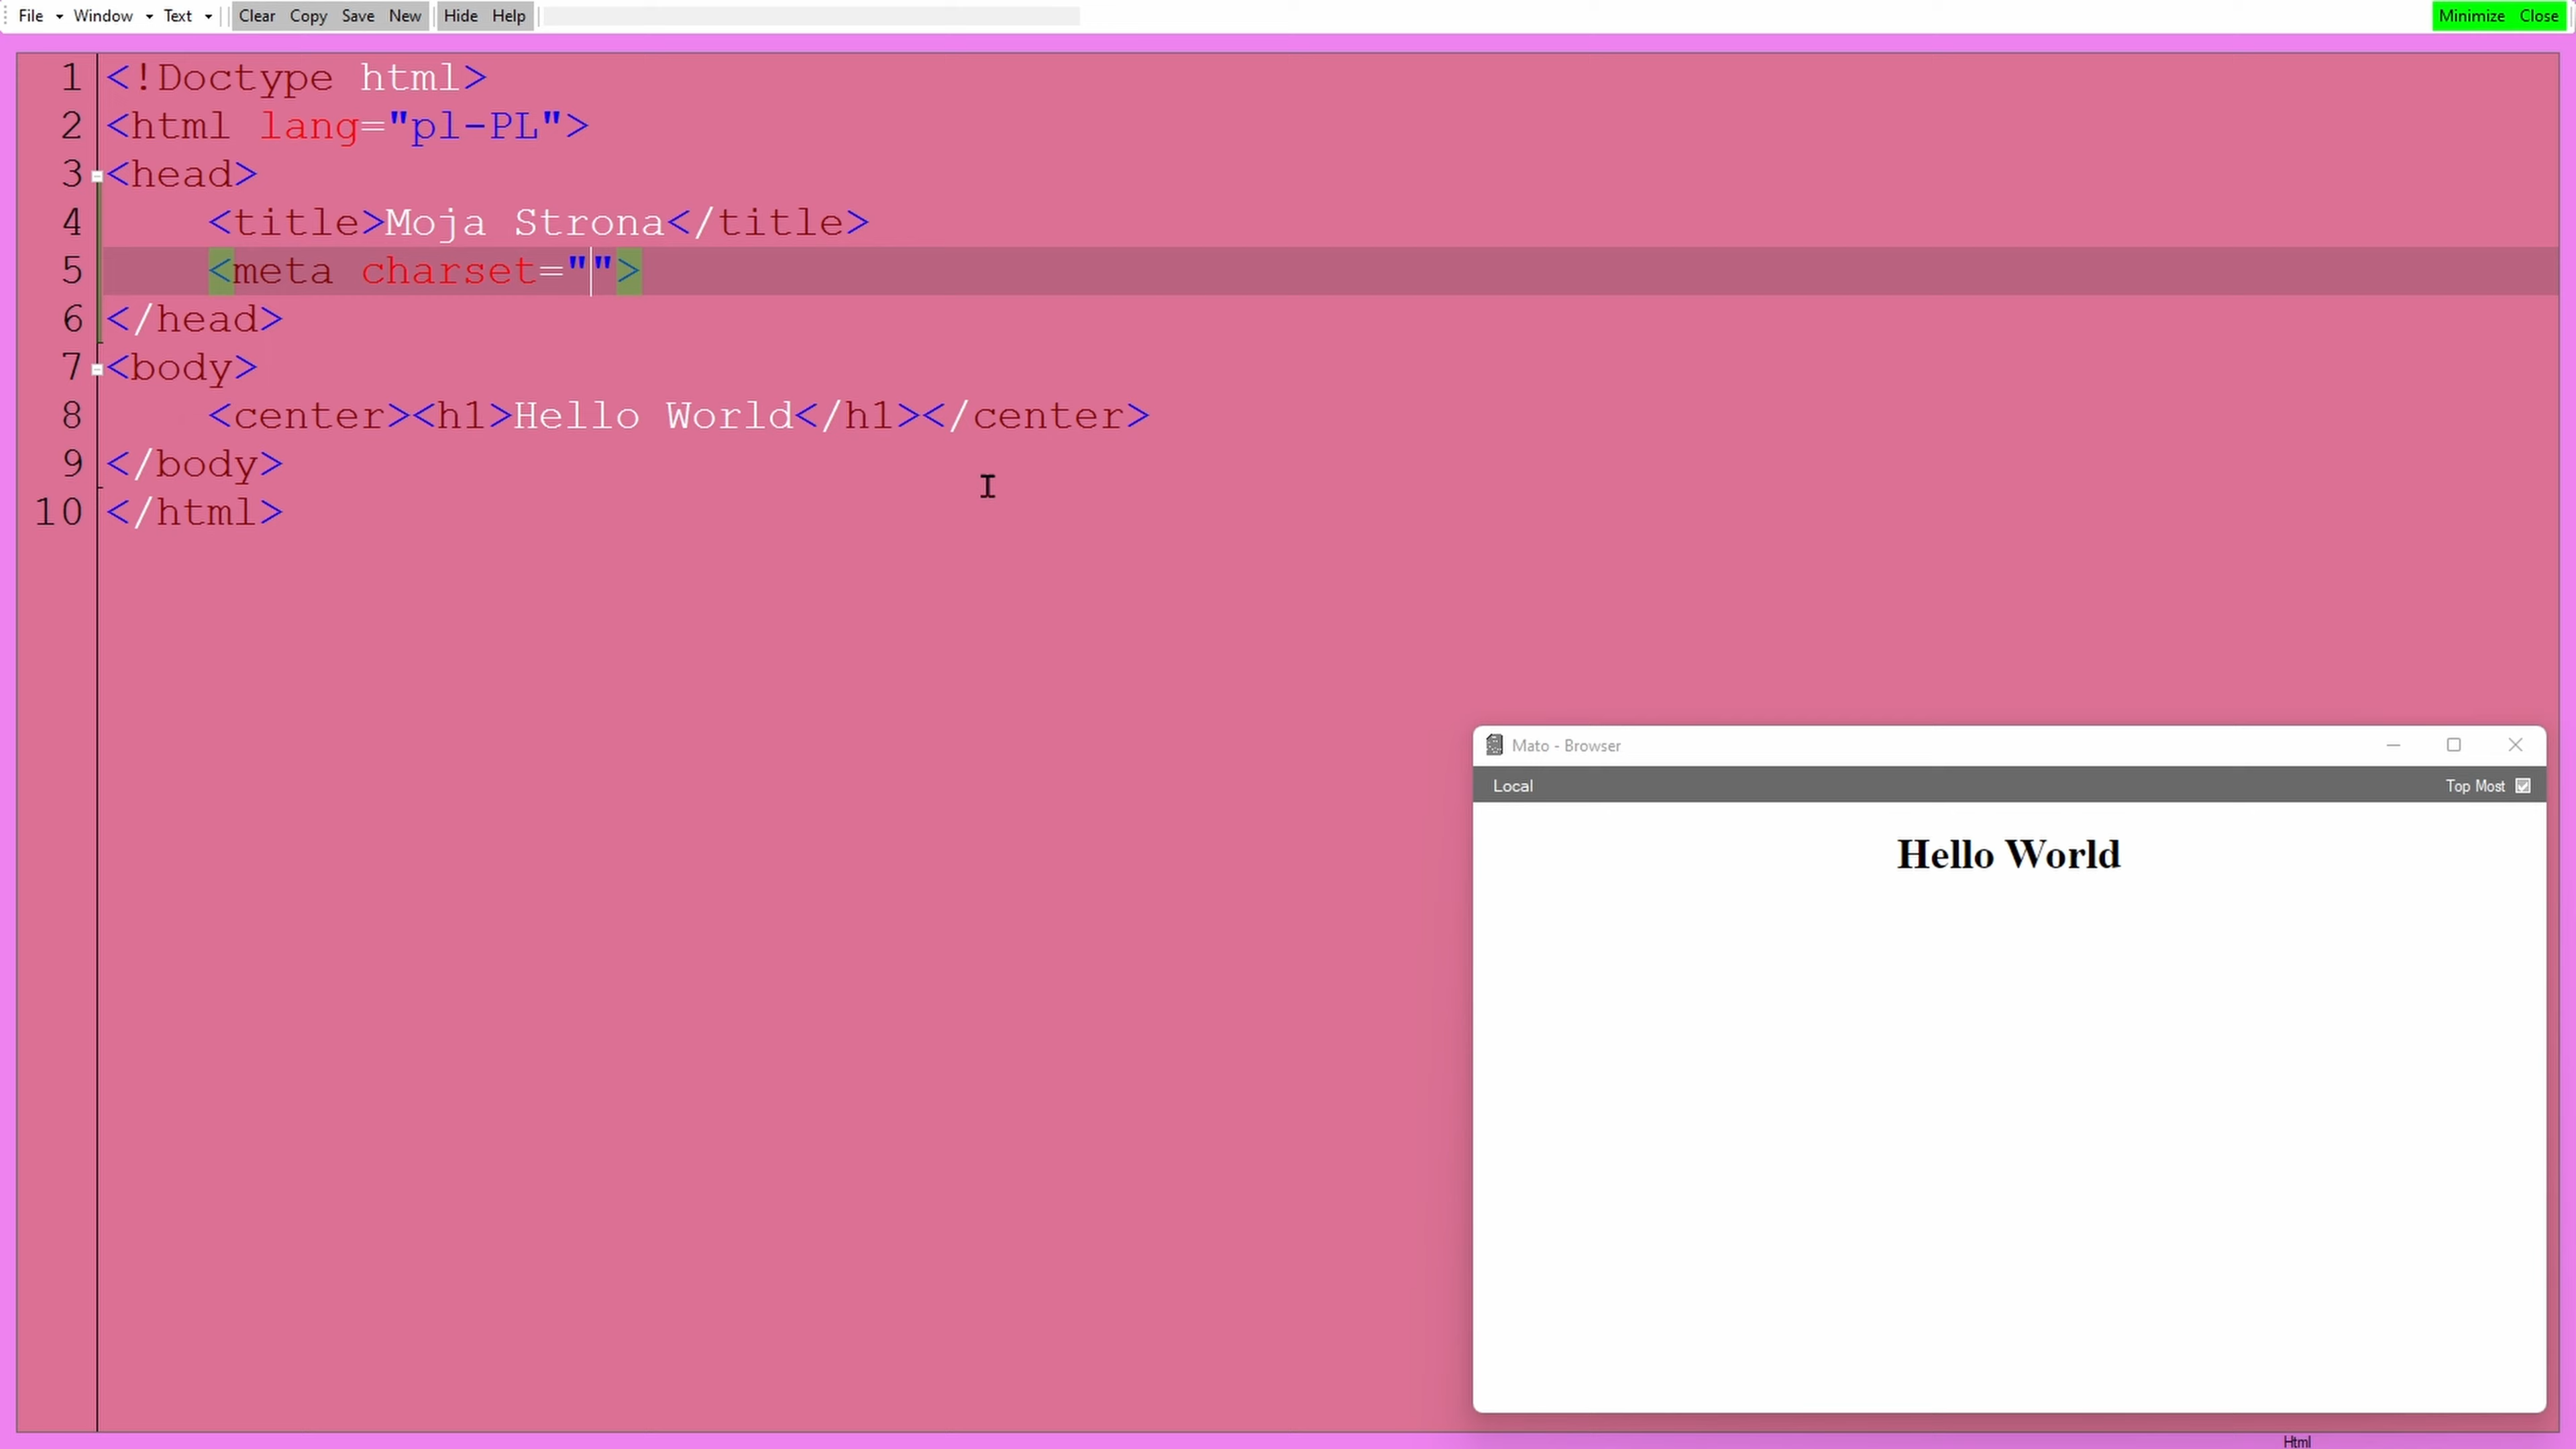 File Window Text Clear Copy Save New Hide Help Minimize Close
1 <!Doctype html>
2 <html lang="pl-PL">
3 <head>
4 <title>Moja Strona</title>
5 <meta charset="">
6 </head>
7 <body>
8 <center><h1>Hello World</h1></center>
9 </body>
10 </html>
Mato - Browser
Local Top Most
Hello World
Html